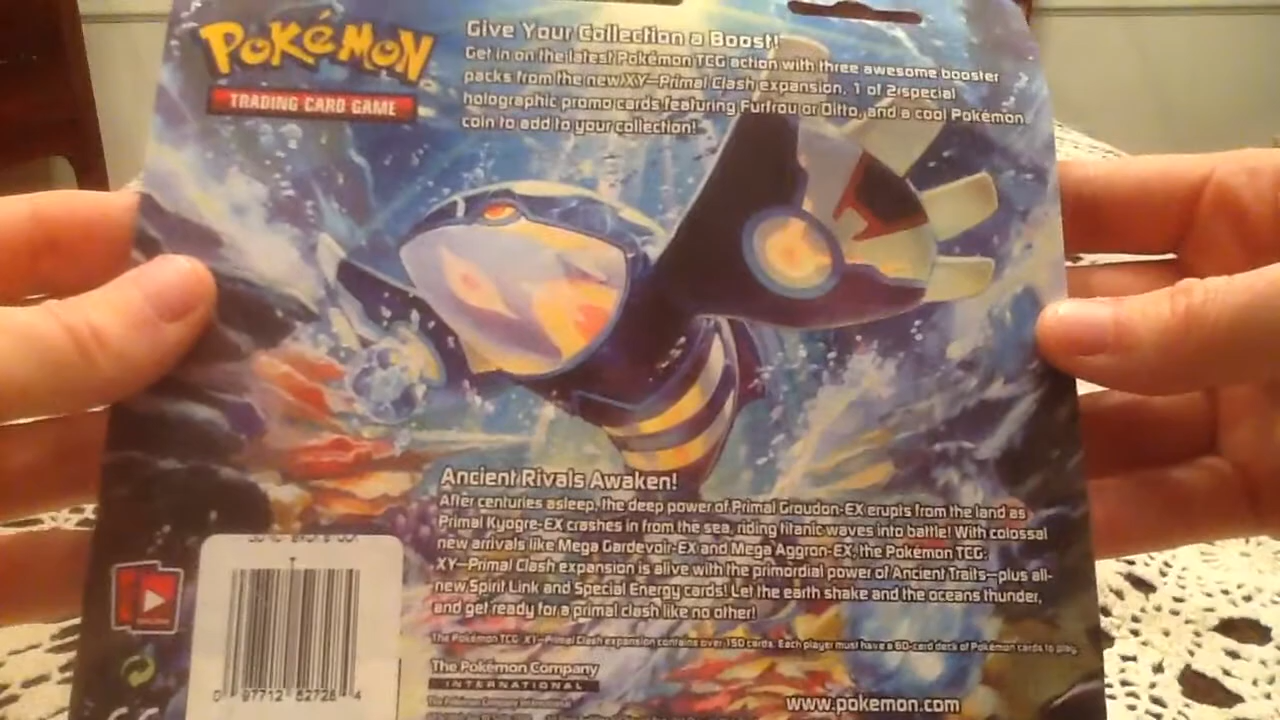 POKéMON
TRADING CARD GAME
Give Your Collection a Boost!
Get in on the latest Pokémon TCG action with three awesome booster
packs from the new XY—Primal Clash expansion, 1 of 2 special
holographic promo cards featuring Furfrou or Ditto, and a cool Pokémon
coin to add to your collection!
Ancient Rivals Awaken!
After centuries asleep, the deep power of Primal Groudon-EX erupts from the land as
Primal Kyogre-EX crashes in from the sea, riding titanic waves into battle! With colossal
new arrivals like Mega Gardevoir-EX and Mega Aggron-EX, the Pokémon TCG:
XY—Primal Clash expansion is alive with the primordial power of Ancient Traits—plus all-
new Spirit Link and Special Energy cards! Let the earth shake and the oceans thunder,
and get ready for a primal clash like no other!
The Pokémon TCG: XY—Primal Clash expansion contains over 150 cards. Each player must have a 60-card deck of Pokémon cards to play.
The Pokémon Company
INTERNATIONAL
The Pokémon Company International
www.pokemon.com